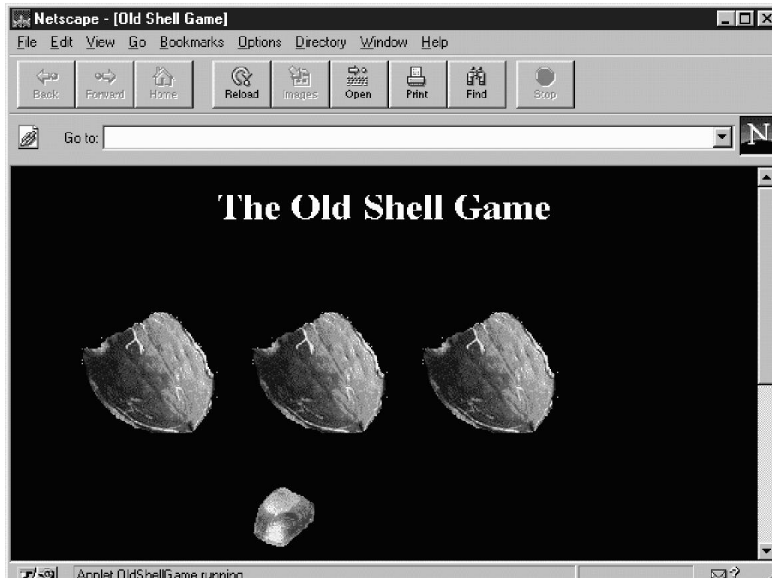 Netscape - [Old Shell Game]
File Edit View Go Bookmarks Options Directory Window Help
Back Forward Home Reload Images Open Print Find Stop
Go to: N
The Old Shell Game
Applet OldShellGame running